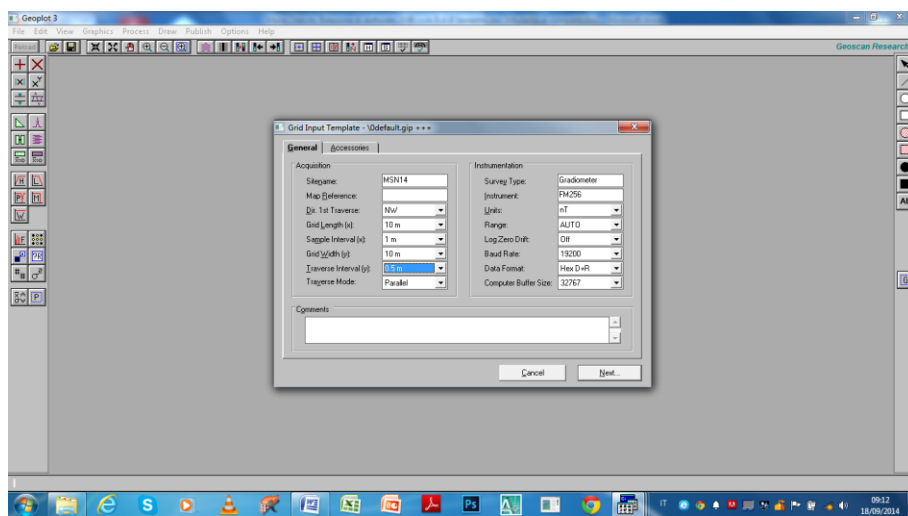 Geoplot 3
File Edit View Graphics Process Draw Publish Options Help
Reload
Geoscan Research
Grid Input Template - \0default.gip +++
General Accessories
Acquisition
Sitename: MSN14
Map Reference:
Dir. 1st Traverse: NW
Grid Length (x): 10 m
Sample Interval (x): 1 m
Grid Width (y): 10 m
Traverse Interval (y): 0.5 m
Traverse Mode: Parallel
Instrumentation
Survey Type: Gradiometer
Instrument: FM256
Units: nT
Range: AUTO
Log Zero Drift: Off
Baud Rate: 19200
Data Format: Hex D+R
Computer Buffer Size: 32767
Comments
Cancel Next...
IT
09:12
18/09/2014